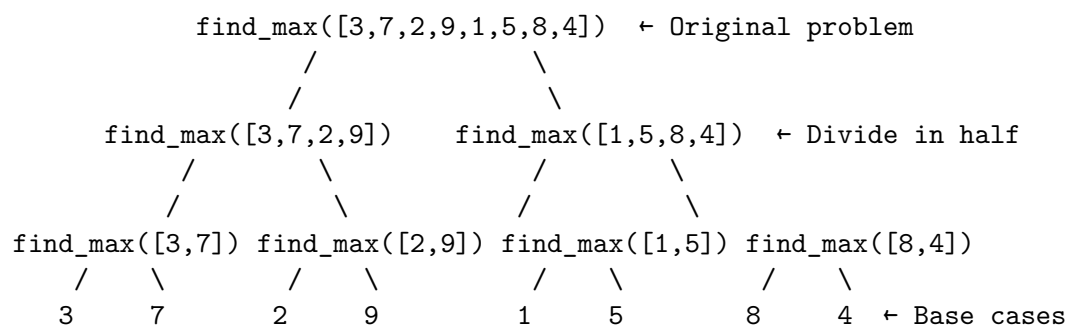 find_max([3,7,2,9,1,5,8,4]) ← Original problem
/ \
/ \
find_max([3,7,2,9]) find_max([1,5,8,4]) ← Divide in half
/ \ / \
/ \ / \
find_max([3,7]) find_max([2,9]) find_max([1,5]) find_max([8,4])
/ \ / \ / \ / \
3 7 2 9 1 5 8 4 ← Base cases